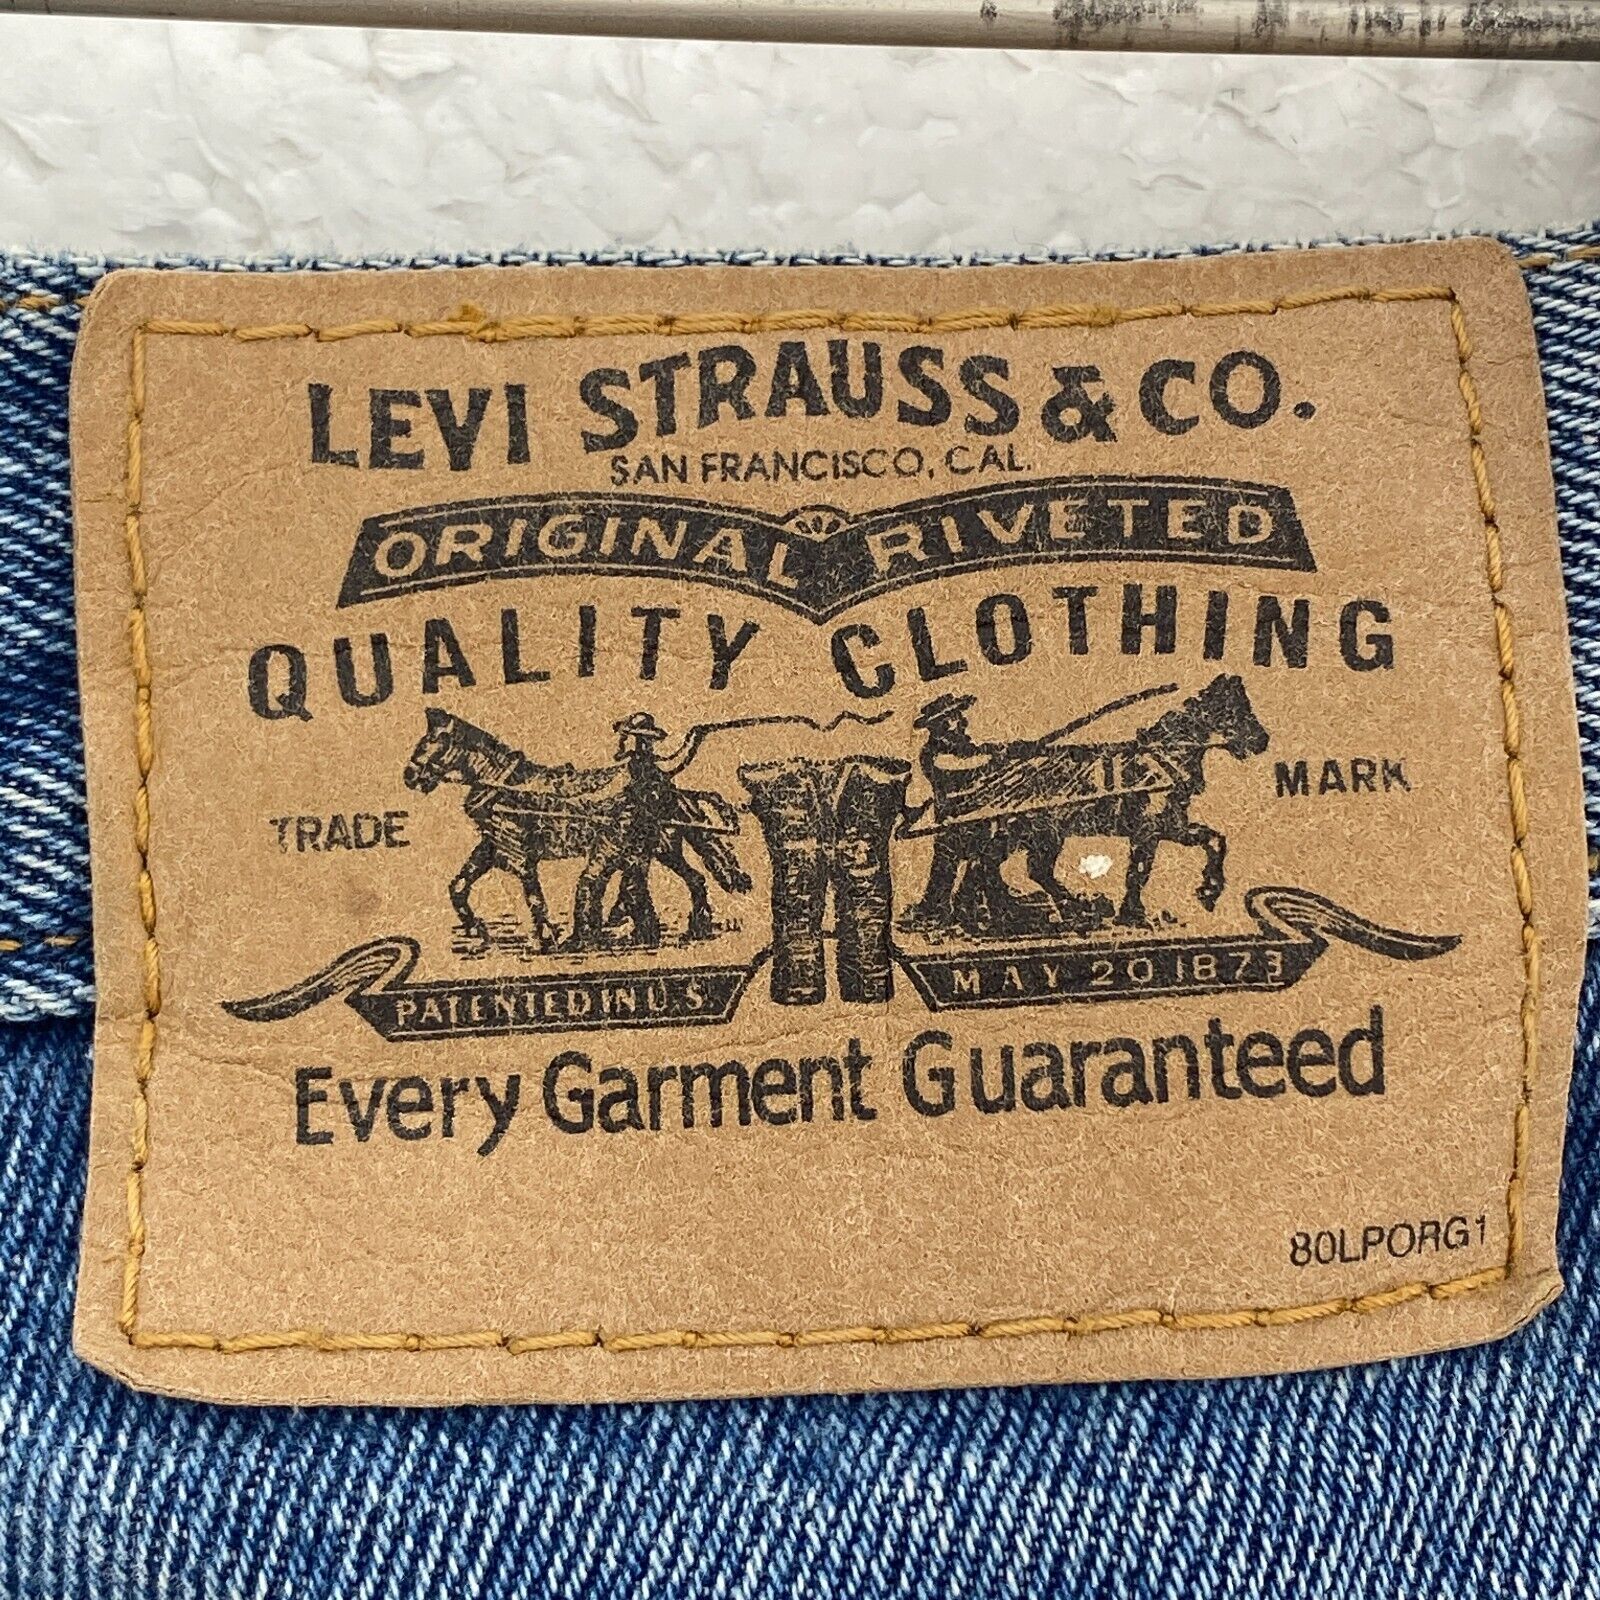 LEVI STRAUSS & CO.
SAN FRANCISCO, CAL.
ORIGINAL RIVETED
QUALITY CLOTHING
TRADE MARK
PATENTED IN U.S. MAY 20 1873
Every Garment Guaranteed
80LPORG1